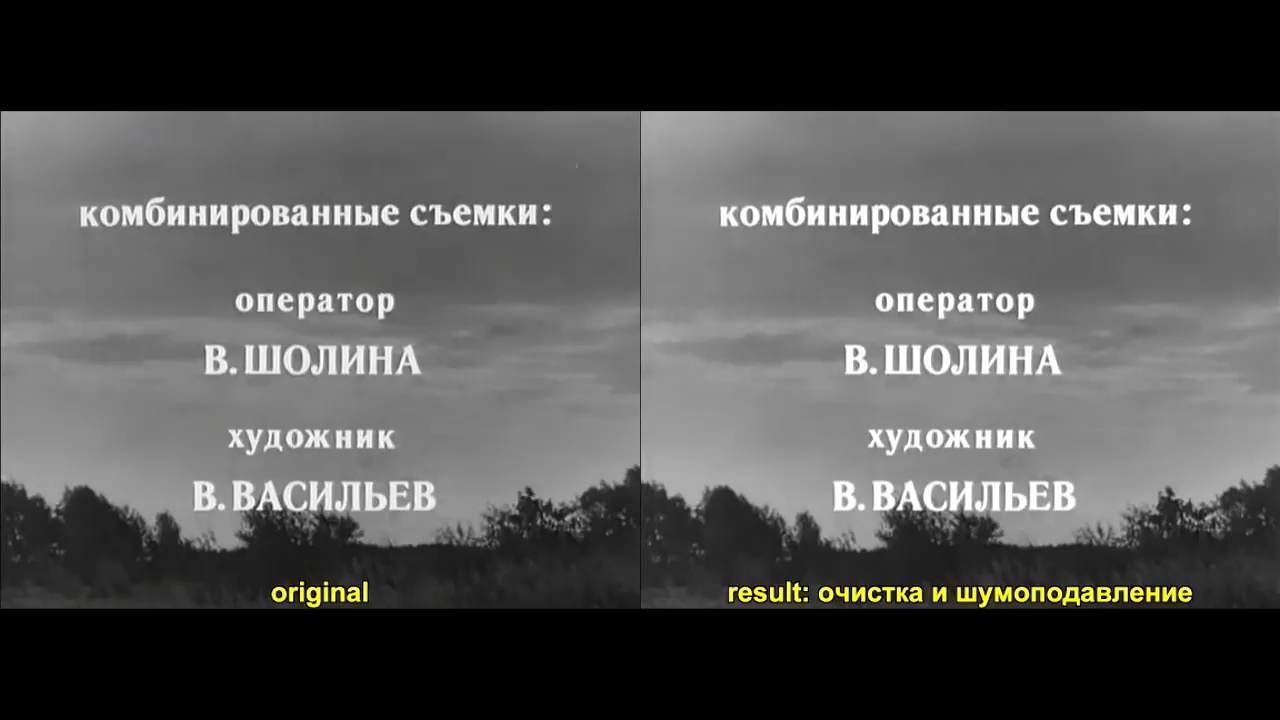 комбинированные съемки:
оператор
В. ШОЛИНА
художник
В. ВАСИЛЬЕВ
original
комбинированные съемки:
оператор
В. ШОЛИНА
художник
В. ВАСИЛЬЕВ
result: очистка и шумоподавление